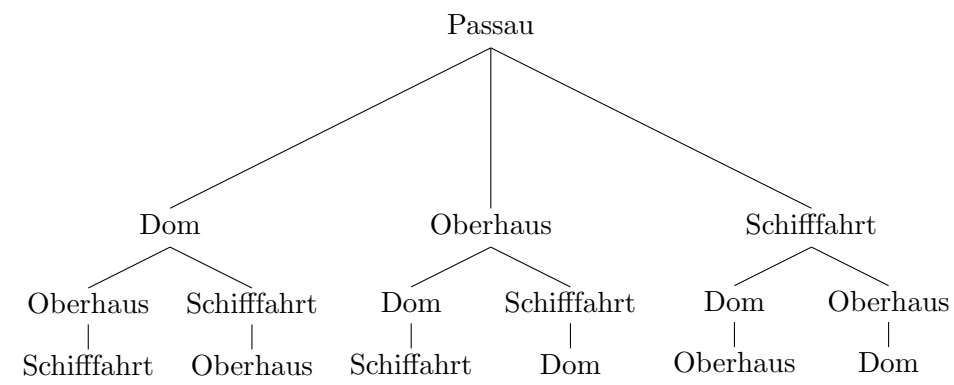 Passau
Dom Oberhaus Schifffahrt
Oberhaus Schifffahrt Dom Schifffahrt Dom Oberhaus
Schifffahrt Oberhaus Schiffahrt Dom Oberhaus Dom